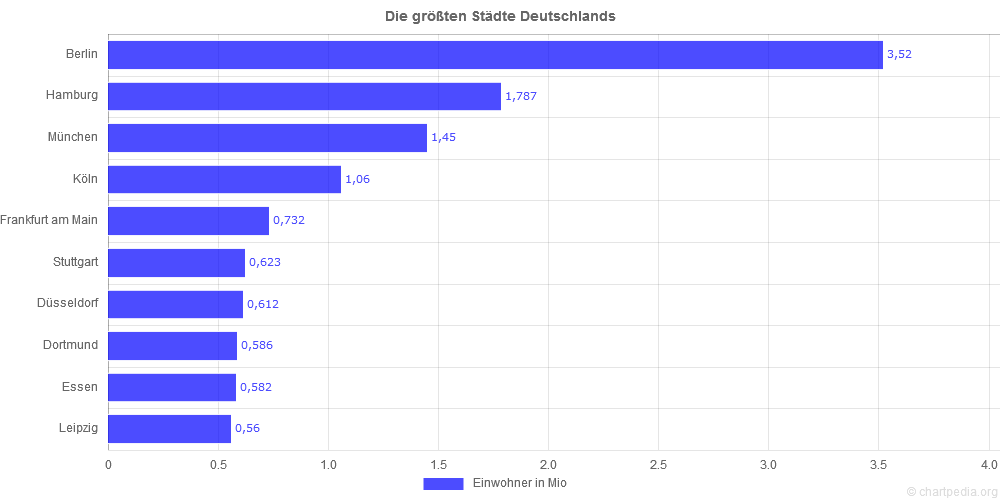 Die größten Städte Deutschlands
Berlin 3,52
Hamburg 1,787
München 1,45
Köln 1,06
Frankfurt am Main 0,732
Stuttgart 0,623
Düsseldorf 0,612
Dortmund 0,586
Essen 0,582
Leipzig 0,56
0 0.5 1.0 1.5 2.0 2.5 3.0 3.5 4.0
Einwohner in Mio
© chartpedia.org